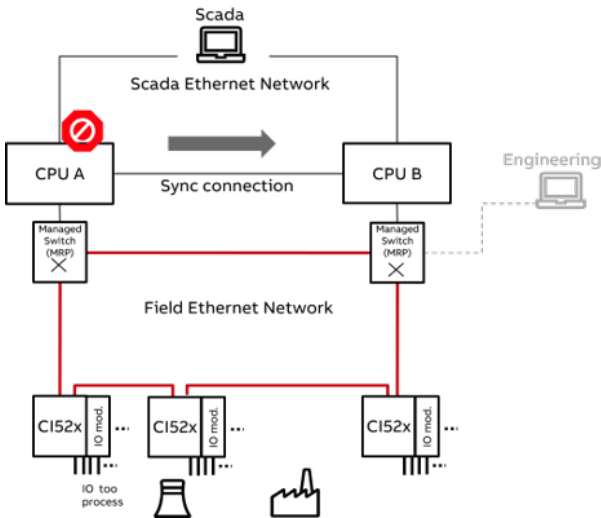 Scada
Scada Ethernet Network
CPU A
Sync connection
CPU B
Engineering
Managed
Switch
(MRP)
Managed
Switch
(MRP)
Field Ethernet Network
CI52x
IO mod.
CI52x
IO mod.
CI52x
IO mod.
IO too
process